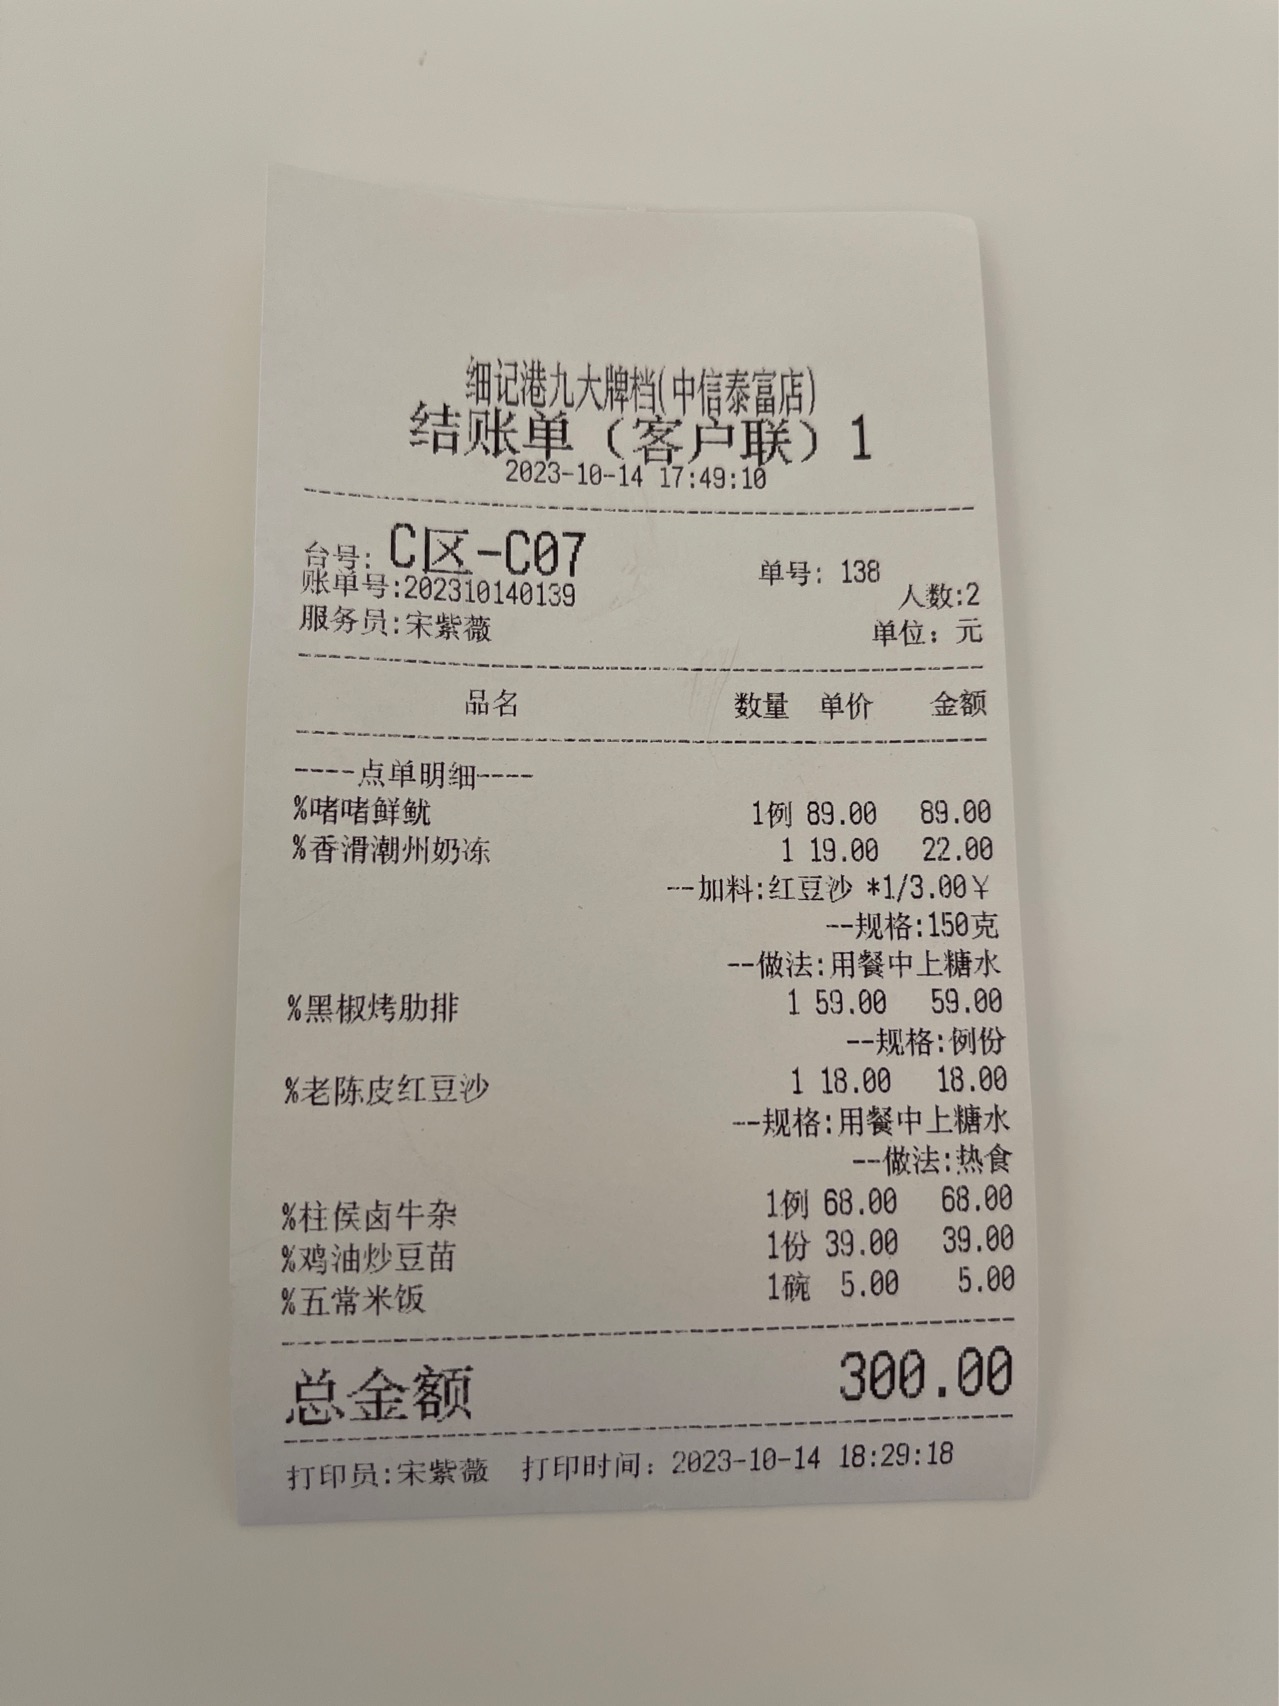 细记港九大牌档(中信泰富店)
结账单（客户联）1
2023-10-14 17:49:10
台号: C区-C07 单号: 138
账单号:202310140139 人数:2
服务员:宋紫薇 单位: 元
品名 数量 单价 金额
----点单明细----
%啫啫鲜鱿 1例 89.00 89.00
%香滑潮州奶冻 1 19.00 22.00
--加料:红豆沙 *1/3.00¥
--规格:150克
--做法:用餐中上糖水
%黑椒烤肋排 1 59.00 59.00
--规格:例份
%老陈皮红豆沙 1 18.00 18.00
--规格:用餐中上糖水
--做法:热食
%柱侯卤牛杂 1例 68.00 68.00
%鸡油炒豆苗 1份 39.00 39.00
%五常米饭 1碗 5.00 5.00
总金额 300.00
打印员:宋紫薇 打印时间: 2023-10-14 18:29:18